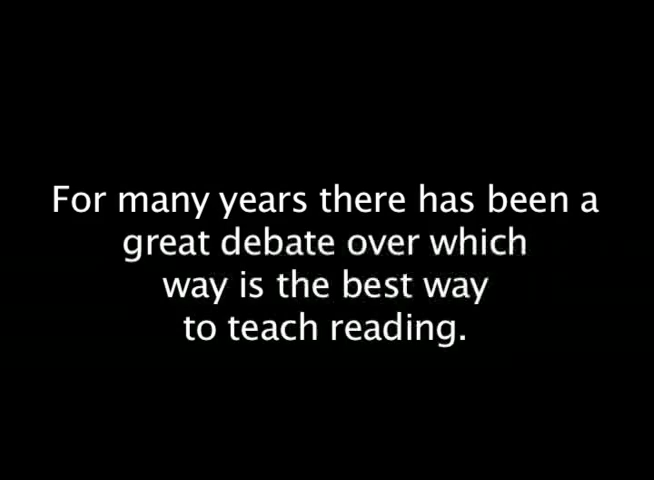 For many years there has been a
great debate over which
way is the best way
to teach reading.